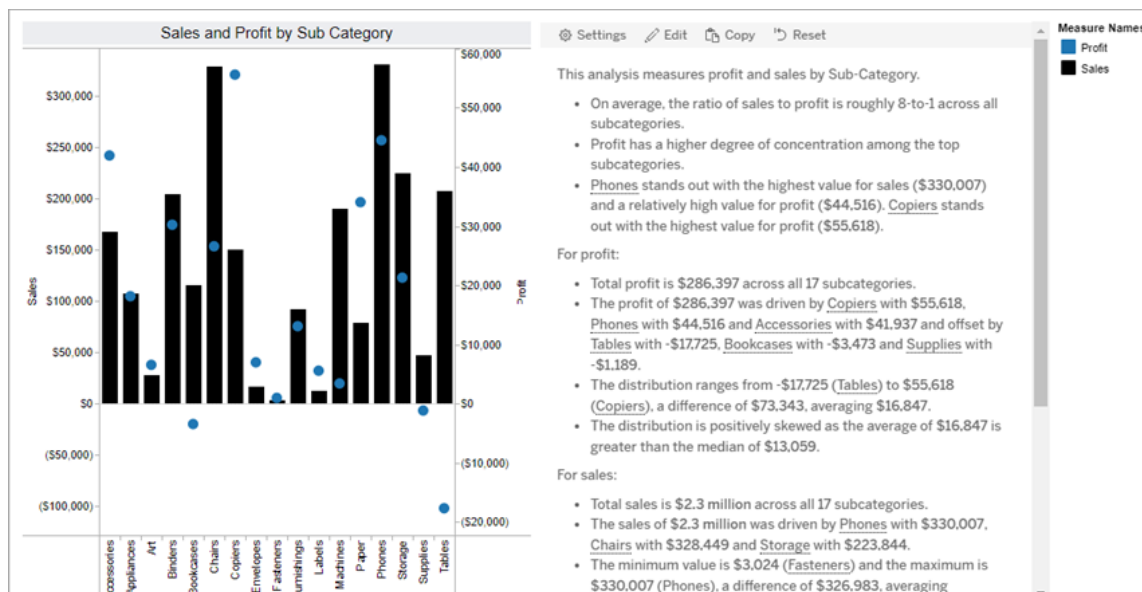 Sales and Profit by Sub Category
$300,000
$250,000
$200,000
$150,000
$100,000
$50,000
$0
($50,000)
($100,000)
Sales
$60,000
$50,000
$40,000
$30,000
$20,000
$10,000
$0
($10,000)
($20,000)
Profit
ccessories
Appliances
Art
Binders
Bookcases
Chairs
Copiers
Envelopes
Fasteners
urnishings
Labels
Machines
Paper
Phones
Storage
Supplies
Tables
Settings Edit Copy Reset
This analysis measures profit and sales by Sub-Category.
• On average, the ratio of sales to profit is roughly 8-to-1 across all
subcategories.
• Profit has a higher degree of concentration among the top
subcategories.
• Phones stands out with the highest value for sales ($330,007)
and a relatively high value for profit ($44,516). Copiers stands
out with the highest value for profit ($55,618).
For profit:
• Total profit is $286,397 across all 17 subcategories.
• The profit of $286,397 was driven by Copiers with $55,618,
Phones with $44,516 and Accessories with $41,937 and offset by
Tables with -$17,725, Bookcases with -$3,473 and Supplies with
-$1,189.
• The distribution ranges from -$17,725 (Tables) to $55,618
(Copiers), a difference of $73,343, averaging $16,847.
• The distribution is positively skewed as the average of $16,847 is
greater than the median of $13,059.
For sales:
• Total sales is $2.3 million across all 17 subcategories.
• The sales of $2.3 million was driven by Phones with $330,007,
Chairs with $328,449 and Storage with $223,844.
• The minimum value is $3,024 (Fasteners) and the maximum is
$330,007 (Phones), a difference of $326,983, averaging
Measure Names
Profit
Sales